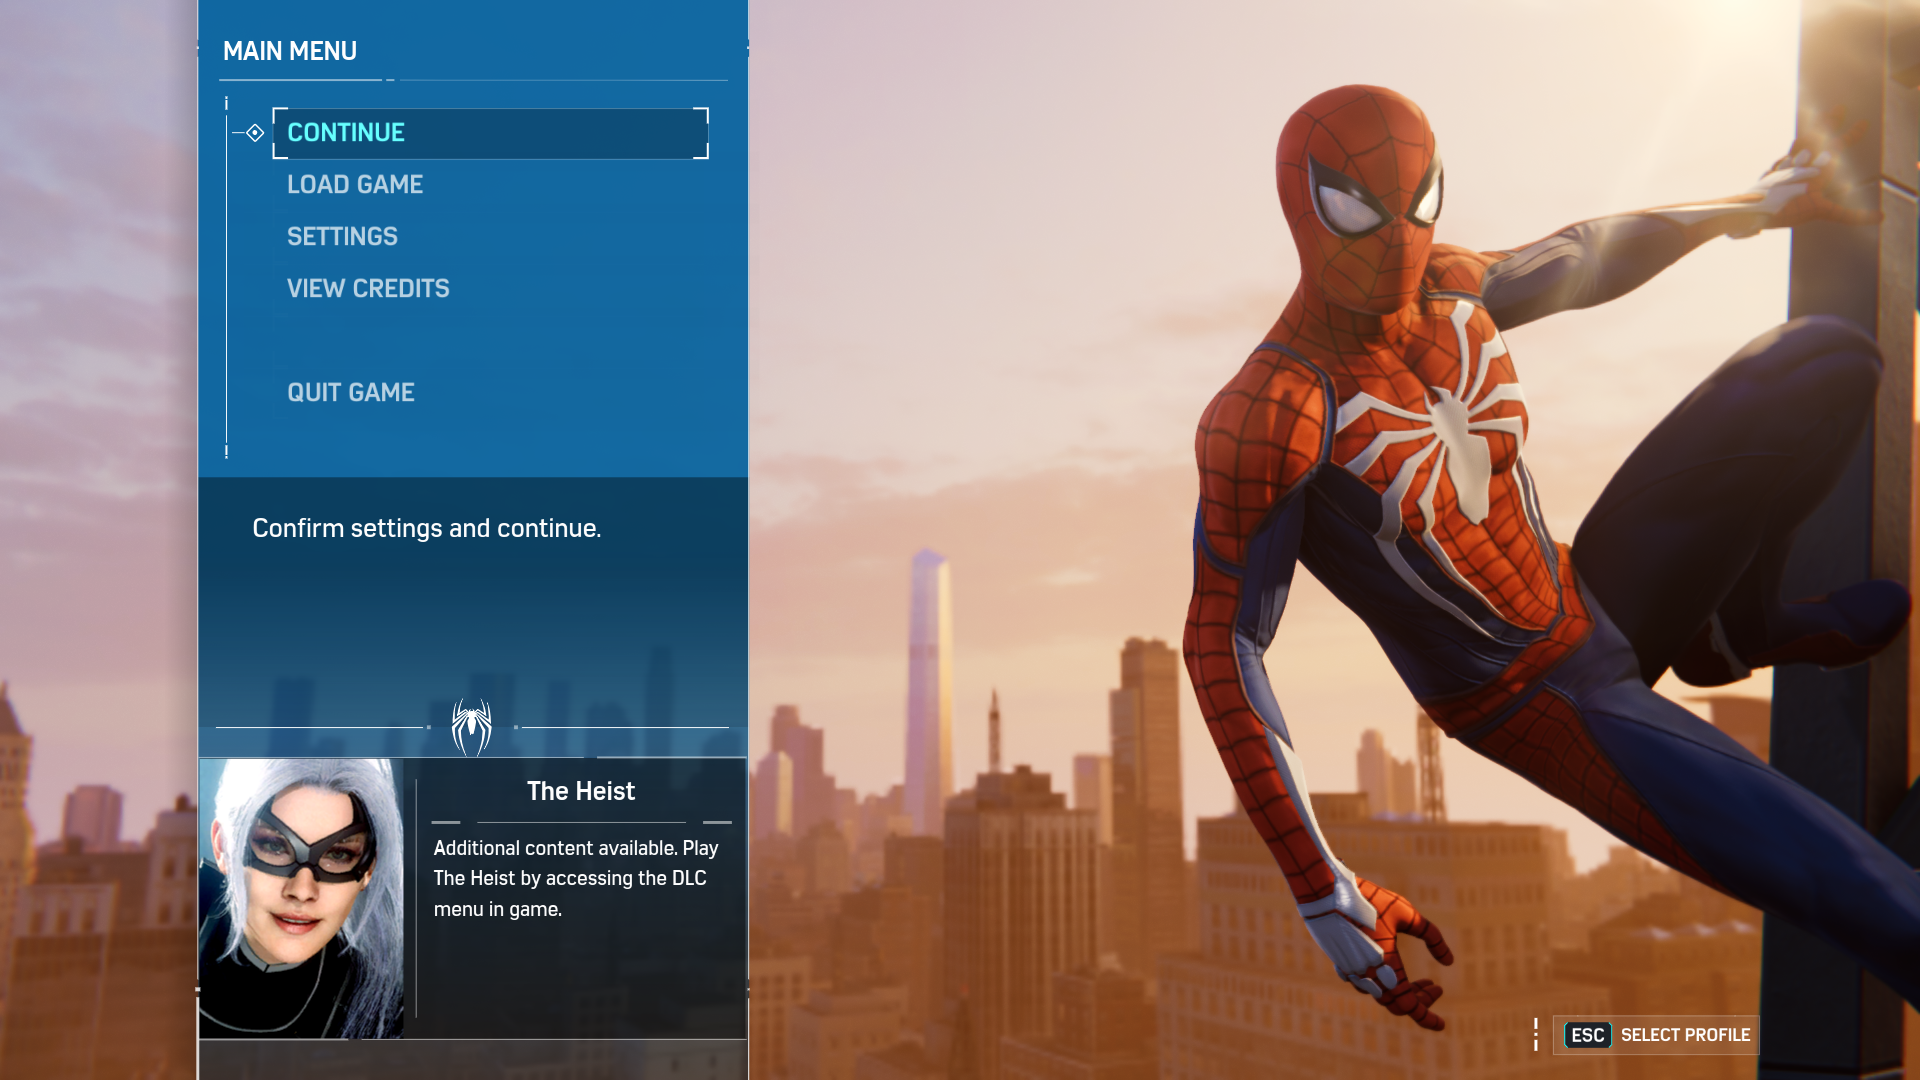 MAIN MENU
CONTINUE
LOAD GAME
SETTINGS
VIEW CREDITS
QUIT GAME
Confirm settings and continue.
The Heist
Additional content available. Play
The Heist by accessing the DLC
menu in game.
ESC SELECT PROFILE